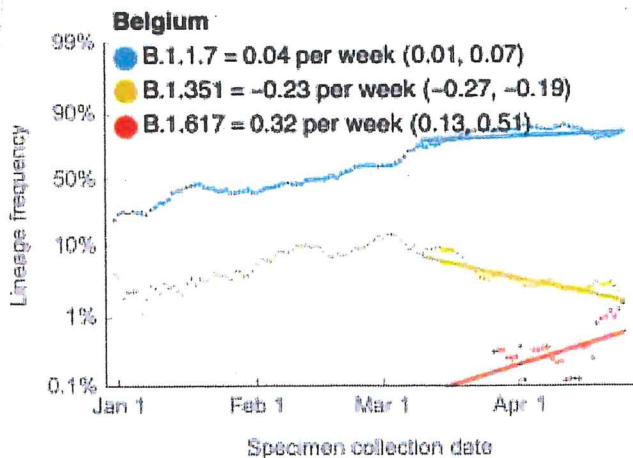 Belgium
B.1.1.7 = 0.04 per week (0.01, 0.07)
B.1.351 = –0.23 per week (–0.27, –0.19)
B.1.617 = 0.32 per week (0.13, 0.51)
99%
90%
50%
10%
1%
0.1%
Lineage frequency
Jan 1
Feb 1
Mar 1
Apr 1
Specimen collection date